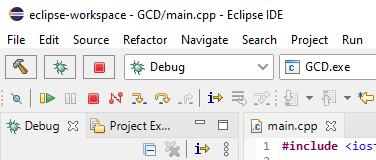 eclipse-workspace - GCD/main.cpp - Eclipse IDE
File Edit Source Refactor Navigate Search Project Run
Debug GCD.exe
Debug Project Ex... main.cpp
1 #include <ios